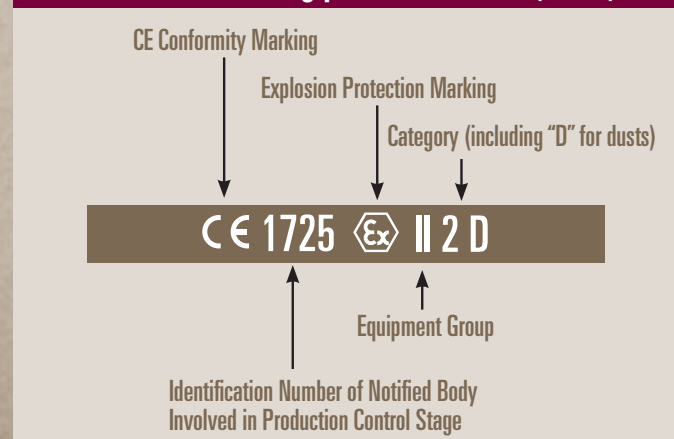 CE Conformity Marking
Explosion Protection Marking
Category (including “D” for dusts)
CE 1725 Ex II 2 D
Equipment Group
Identification Number of Notified Body
Involved in Production Control Stage